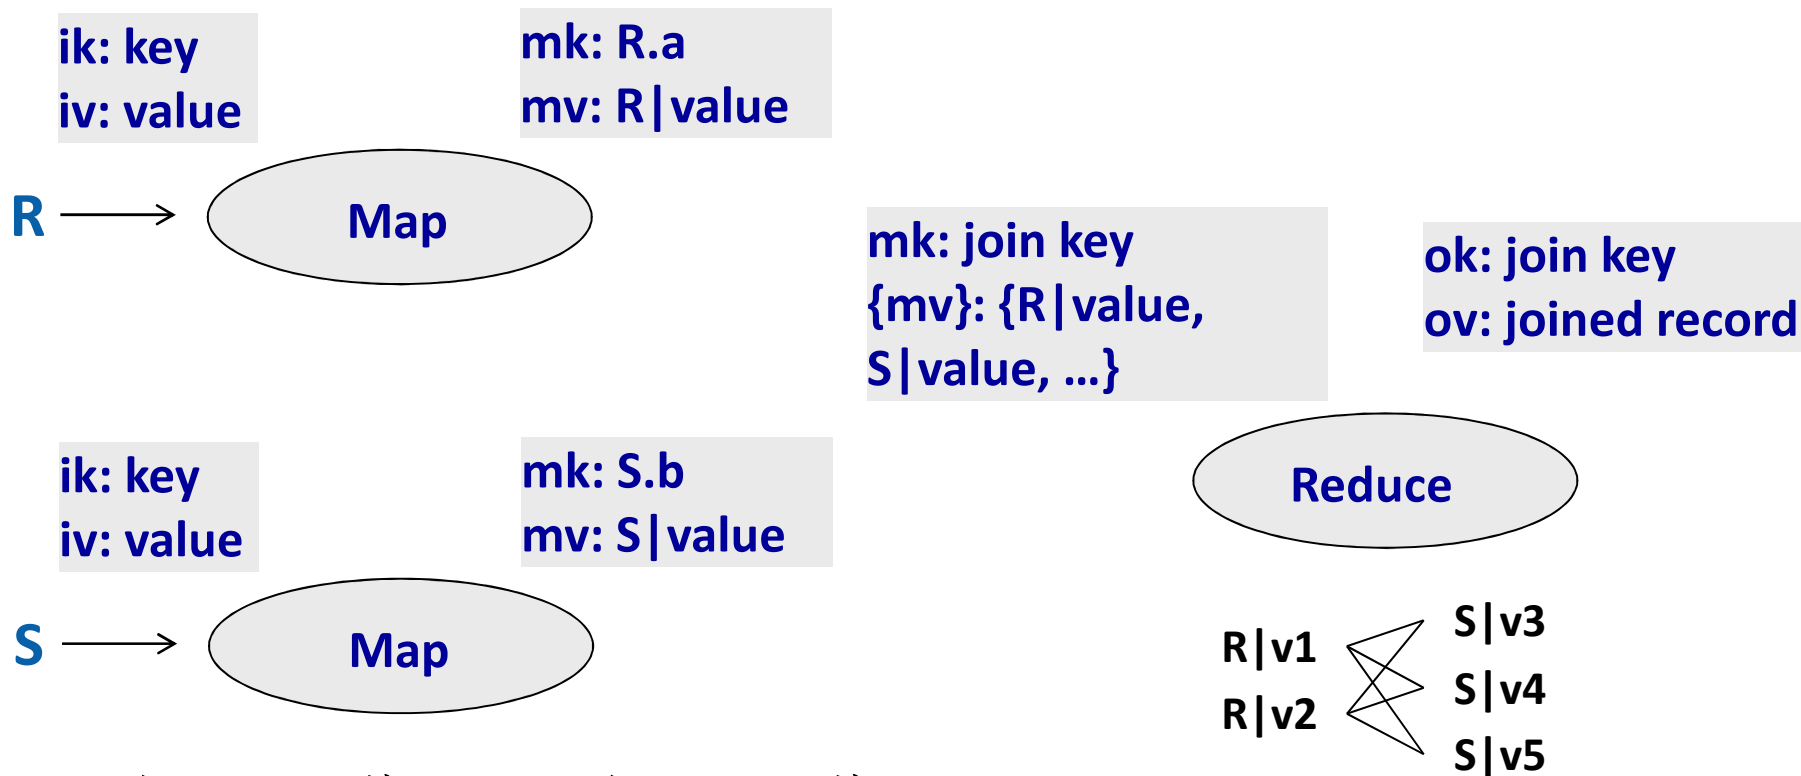 ik: key
iv: value
mk: R.a
mv: R|value
R
Map
mk: join key
{mv}: {R|value,
S|value, …}
ok: join key
ov: joined record
ik: key
iv: value
mk: S.b
mv: S|value
S
Map
Reduce
R|v1
R|v2
S|v3
S|v4
S|v5